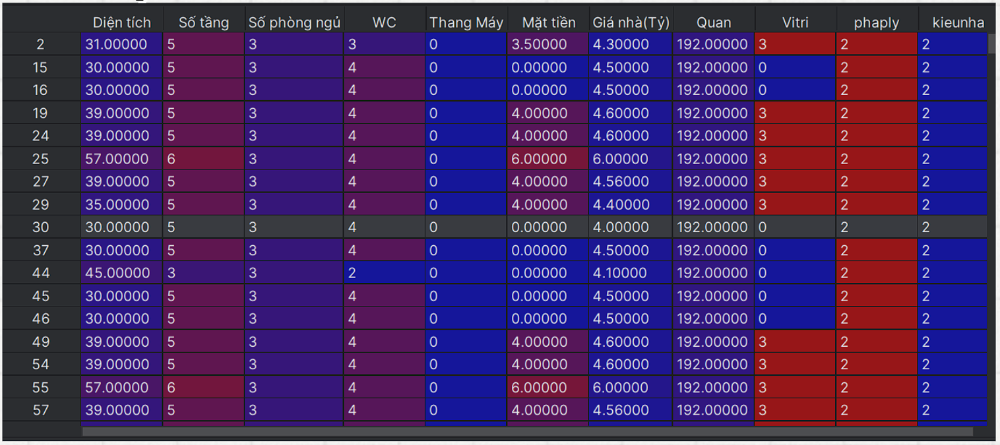 Diện tích Số tầng Số phòng ngủ WC Thang Máy Mặt tiền Giá nhà(Tỷ) Quan Vitri phaply kieunha
2 31.00000 5 3 3 0 3.50000 4.30000 192.00000 3 2 2
15 30.00000 5 3 4 0 0.00000 4.50000 192.00000 0 2 2
16 30.00000 5 3 4 0 0.00000 4.50000 192.00000 0 2 2
19 39.00000 5 3 4 0 4.00000 4.60000 192.00000 3 2 2
24 39.00000 5 3 4 0 4.00000 4.60000 192.00000 3 2 2
25 57.00000 6 3 4 0 6.00000 6.00000 192.00000 3 2 2
27 39.00000 5 3 4 0 4.00000 4.56000 192.00000 3 2 2
29 35.00000 5 3 4 0 4.00000 4.40000 192.00000 3 2 2
30 30.00000 5 3 4 0 0.00000 4.00000 192.00000 0 2 2
37 30.00000 5 3 4 0 0.00000 4.50000 192.00000 0 2 2
44 45.00000 3 3 2 0 0.00000 4.10000 192.00000 0 2 2
45 30.00000 5 3 4 0 0.00000 4.50000 192.00000 0 2 2
46 30.00000 5 3 4 0 0.00000 4.50000 192.00000 0 2 2
49 39.00000 5 3 4 0 4.00000 4.60000 192.00000 3 2 2
54 39.00000 5 3 4 0 4.00000 4.60000 192.00000 3 2 2
55 57.00000 6 3 4 0 6.00000 6.00000 192.00000 3 2 2
57 39.00000 5 3 4 0 4.00000 4.56000 192.00000 3 2 2